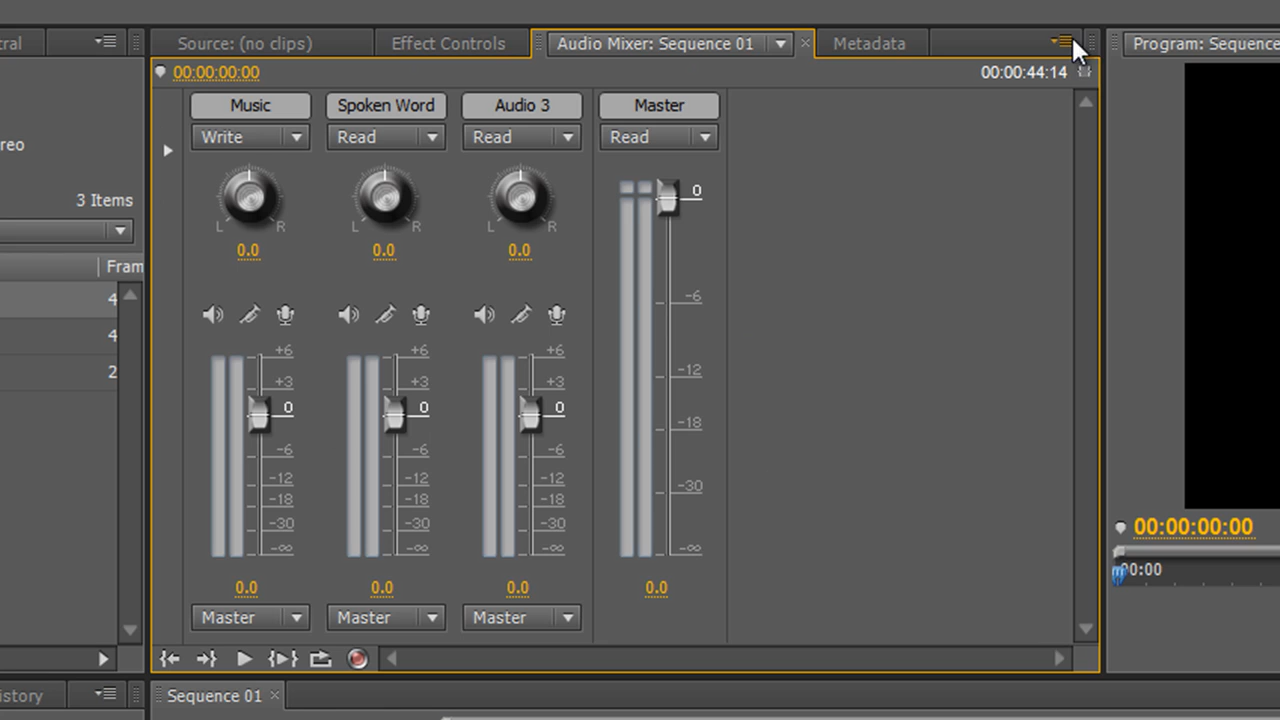 tral
Source: (no clips)
Effect Controls
Audio Mixer: Sequence 01
Metadata
Program: Sequence
00:00:00:00
00:00:44:14
Music
Spoken Word
Audio 3
Master
Write
Read
Read
Read
reo
3 Items
Fram
4
4
2
L R
L R
L R
0.0
0.0
0.0
+6
+3
0
-6
-12
-18
-30
-∞
+6
+3
0
-6
-12
-18
-30
-∞
+6
+3
0
-6
-12
-18
-30
-∞
0
-6
-12
-18
-30
-∞
0.0
0.0
0.0
0.0
Master
Master
Master
00:00:00:00
00:00
istory
Sequence 01